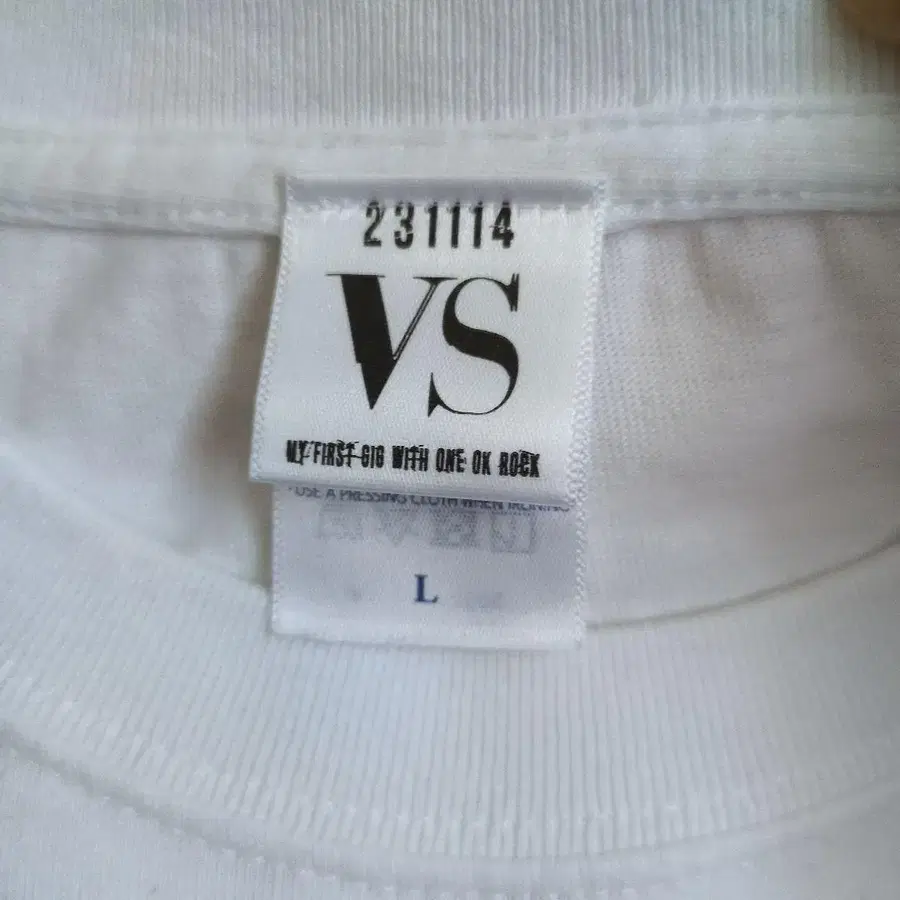 231114
VS
MY FIRST GIG WITH ONE OK ROCK
USE A PRESSING CLOTH WHEN IRONING
L